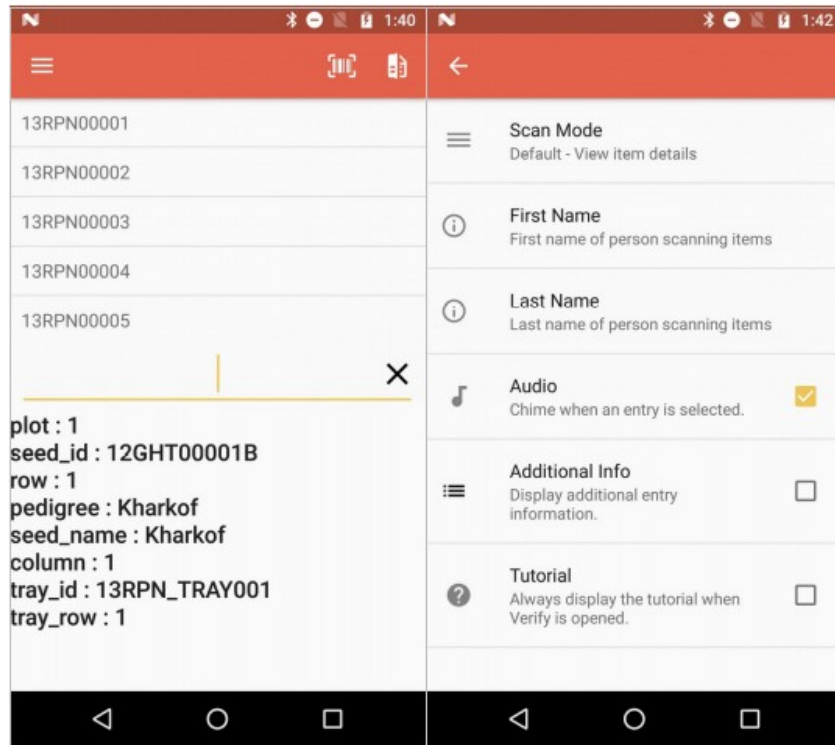 1:40
13RPN00001
13RPN00002
13RPN00003
13RPN00004
13RPN00005
plot : 1
seed_id : 12GHT00001B
row : 1
pedigree : Kharkof
seed_name : Kharkof
column : 1
tray_id : 13RPN_TRAY001
tray_row : 1
1:42
Scan Mode
Default - View item details
First Name
First name of person scanning items
Last Name
Last name of person scanning items
Audio
Chime when an entry is selected.
Additional Info
Display additional entry
information.
Tutorial
Always display the tutorial when
Verify is opened.